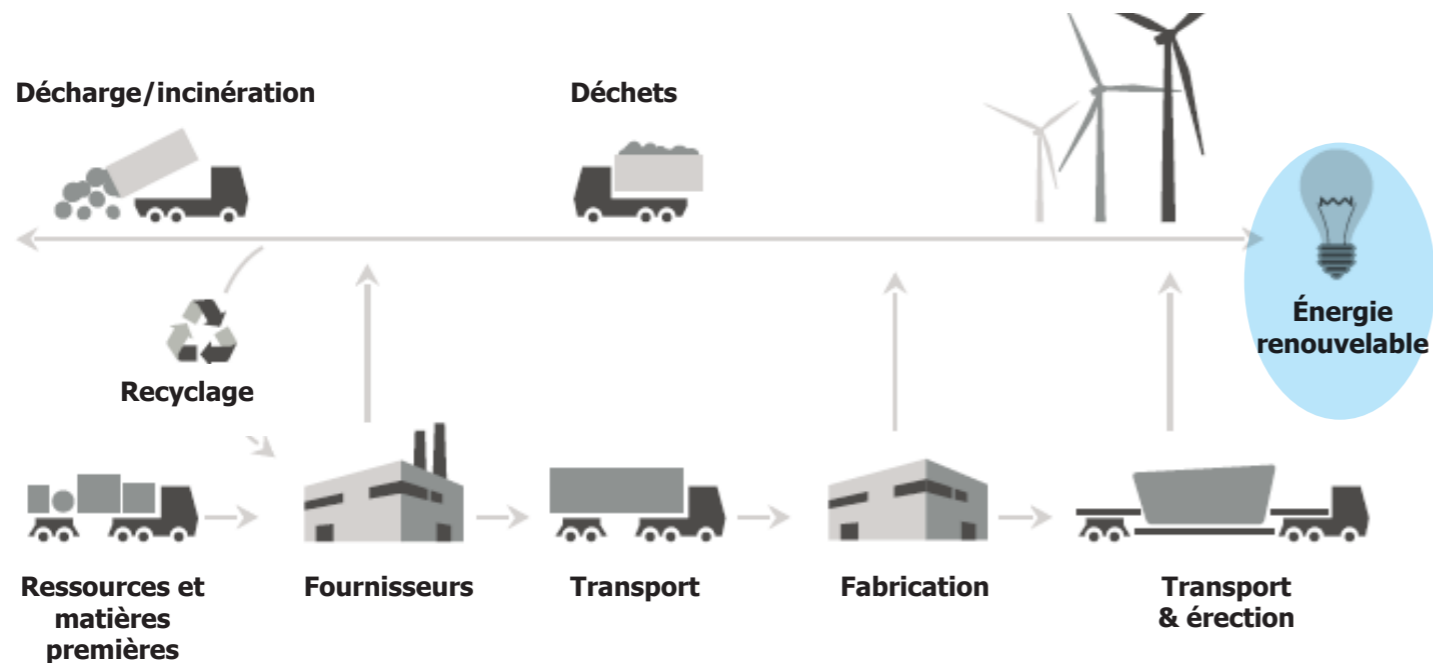 Décharge/incinération
Déchets
Énergie
renouvelable
Recyclage
Ressources et
matières
premières
Fournisseurs
Transport
Fabrication
Transport
& érection